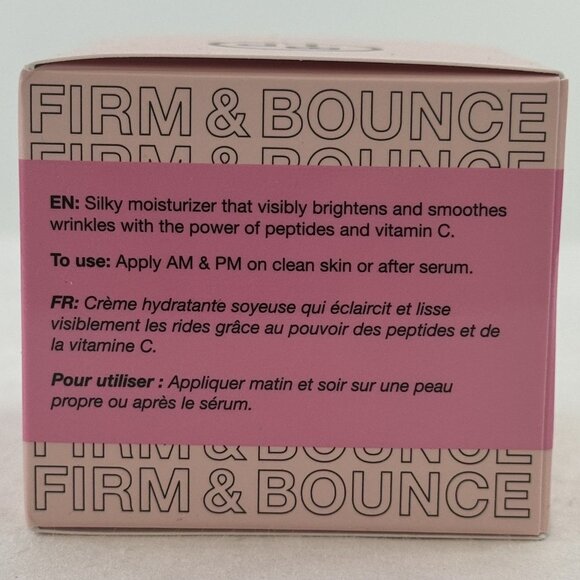 FIRM & BOUNCE
FIRM & BOUNCE
EN: Silky moisturizer that visibly brightens and smoothes
wrinkles with the power of peptides and vitamin C.
To use: Apply AM & PM on clean skin or after serum.
FR: Crème hydratante soyeuse qui éclaircit et lisse
visiblement les rides grâce au pouvoir des peptides et de
la vitamine C.
Pour utiliser : Appliquer matin et soir sur une peau
propre ou après le sérum.
FIRM & BOUNCE
FIRM & BOUNCE